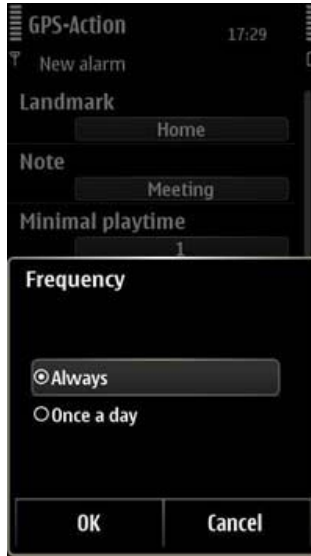 GPS-Action
17:29
New alarm
Landmark
Home
Note
Meeting
Minimal playtime
1
Frequency
Always
Once a day
OK
Cancel